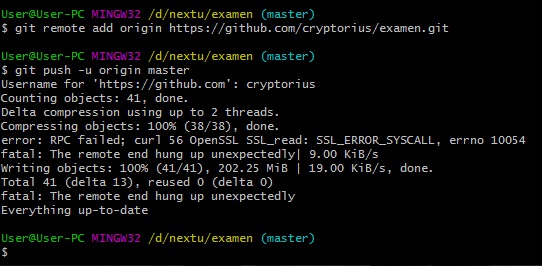 User@User-PC MINGW32 /d/nextu/examen (master)
$ git remote add origin https://github.com/cryptorius/examen.git
User@User-PC MINGW32 /d/nextu/examen (master)
$ git push -u origin master
Username for 'https://github.com': cryptorius
Counting objects: 41, done.
Delta compression using up to 2 threads.
Compressing objects: 100% (38/38), done.
error: RPC failed; curl 56 OpenSSL SSL_read: SSL_ERROR_SYSCALL, errno 10054
fatal: The remote end hung up unexpectedly| 9.00 KiB/s
Writing objects: 100% (41/41), 202.25 MiB | 19.00 KiB/s, done.
Total 41 (delta 13), reused 0 (delta 0)
fatal: The remote end hung up unexpectedly
Everything up-to-date
User@User-PC MINGW32 /d/nextu/examen (master)
$